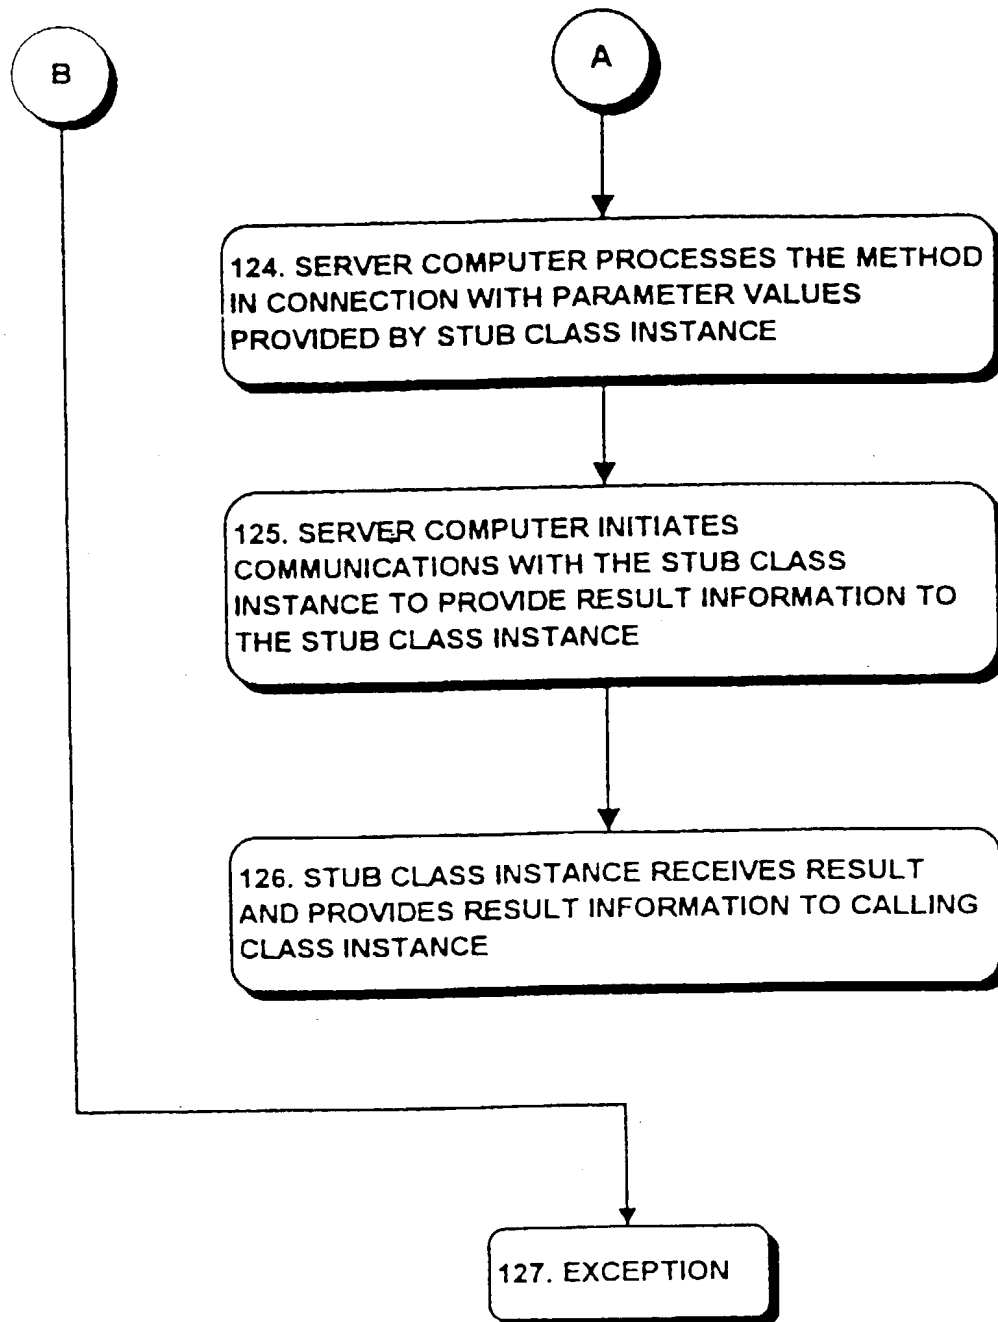 B
A
124. SERVER COMPUTER PROCESSES THE METHOD
IN CONNECTION WITH PARAMETER VALUES
PROVIDED BY STUB CLASS INSTANCE
125. SERVER COMPUTER INITIATES
COMMUNICATIONS WITH THE STUB CLASS
INSTANCE TO PROVIDE RESULT INFORMATION TO
THE STUB CLASS INSTANCE
126. STUB CLASS INSTANCE RECEIVES RESULT
AND PROVIDES RESULT INFORMATION TO CALLING
CLASS INSTANCE
127. EXCEPTION